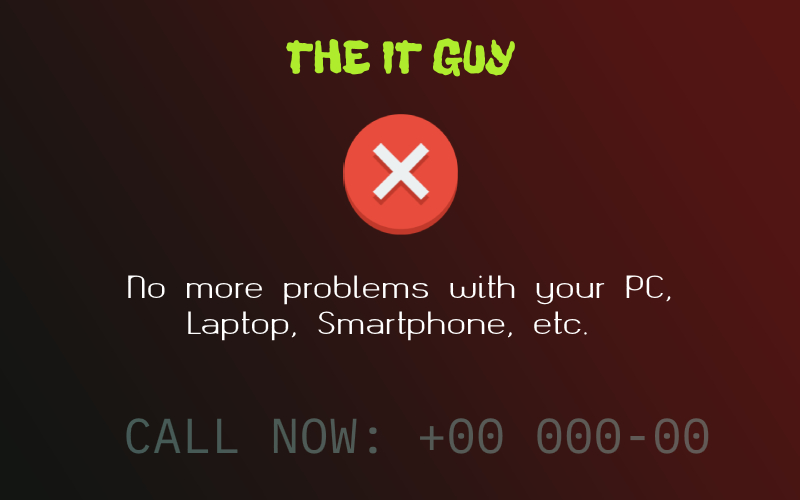 THE IT GUY
No more problems with your PC,
Laptop, Smartphone, etc.
CALL NOW: +00 000-00